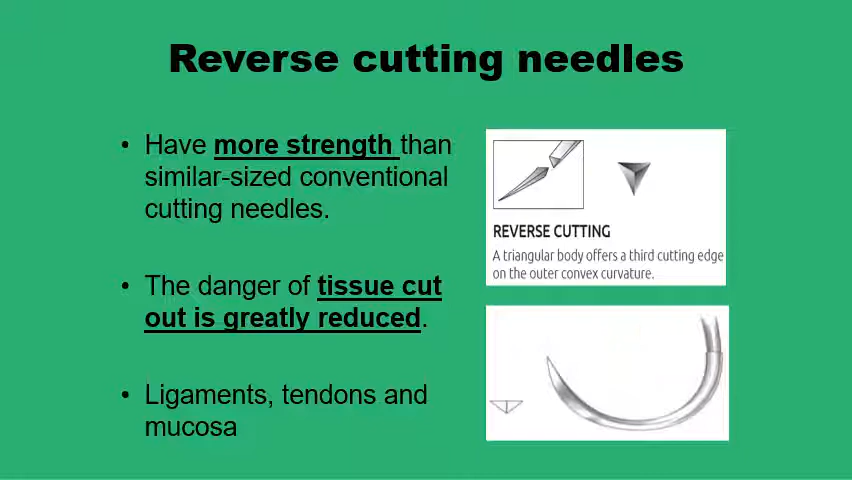 Reverse cutting needles
• Have more strength than
similar-sized conventional
cutting needles.
• The danger of tissue cut
out is greatly reduced.
• Ligaments, tendons and
mucosa
REVERSE CUTTING
A triangular body offers a third cutting edge
on the outer convex curvature.